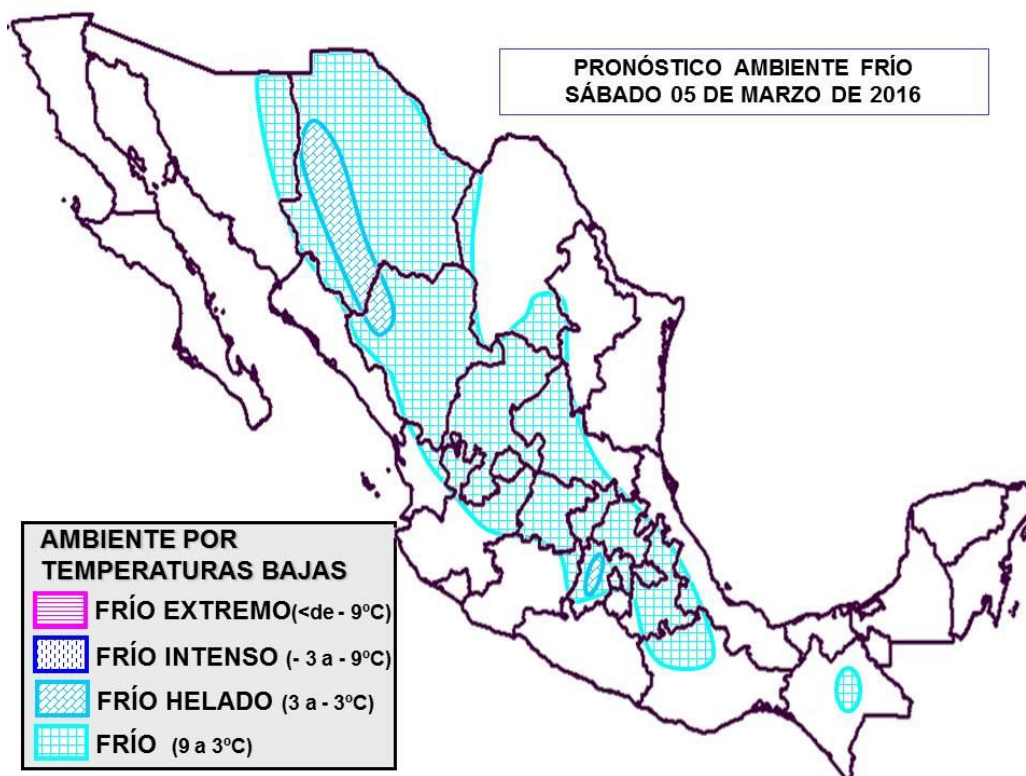 PRONÓSTICO AMBIENTE FRÍO
SÁBADO 05 DE MARZO DE 2016
AMBIENTE POR
TEMPERATURAS BAJAS
FRÍO EXTREMO (<de - 9ºC)
FRÍO INTENSO (- 3 a - 9ºC)
FRÍO HELADO (3 a - 3ºC)
FRÍO (9 a 3ºC)